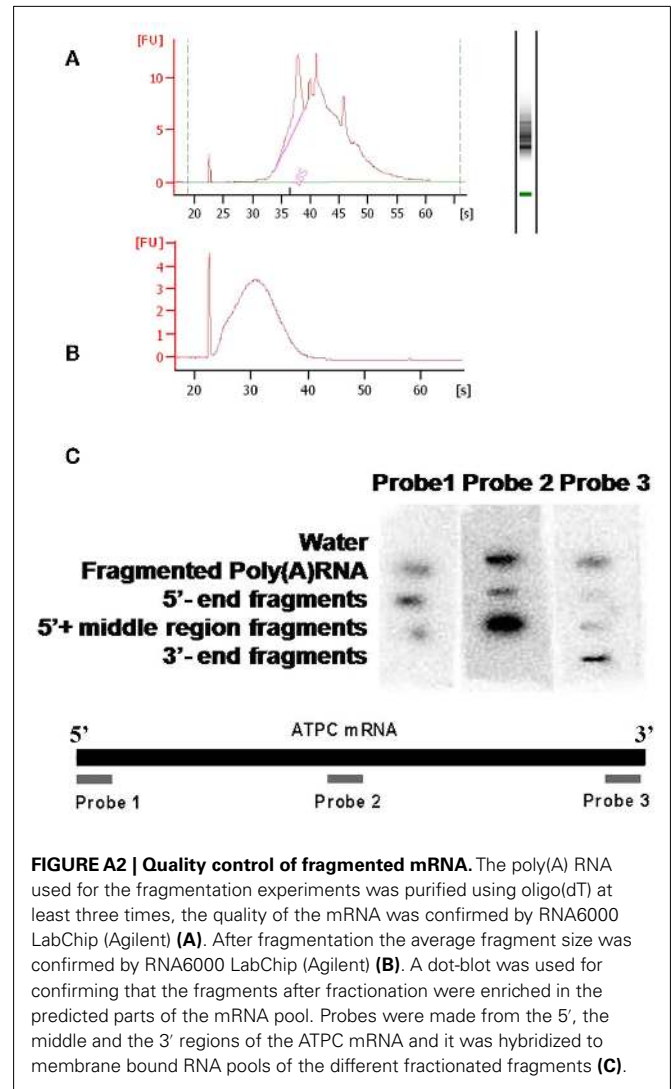 A
[FU]
10
5
0
28S
20 25 30 35 40 45 50 55 60 [s]
[FU]
4
3
2
1
0
B
20 30 40 50 60 [s]
C
Probe1 Probe 2 Probe 3
Water
Fragmented Poly(A)RNA
5'-end fragments
5'+ middle region fragments
3'-end fragments
5' ATPC mRNA 3'
Probe 1 Probe 2 Probe 3
FIGURE A2 | Quality control of fragmented mRNA. The poly(A) RNA
used for the fragmentation experiments was purified using oligo(dT) at
least three times, the quality of the mRNA was confirmed by RNA6000
LabChip (Agilent) (A). After fragmentation the average fragment size was
confirmed by RNA6000 LabChip (Agilent) (B). A dot-blot was used for
confirming that the fragments after fractionation were enriched in the
predicted parts of the mRNA pool. Probes were made from the 5′, the
middle and the 3′ regions of the ATPC mRNA and it was hybridized to
membrane bound RNA pools of the different fractionated fragments (C).